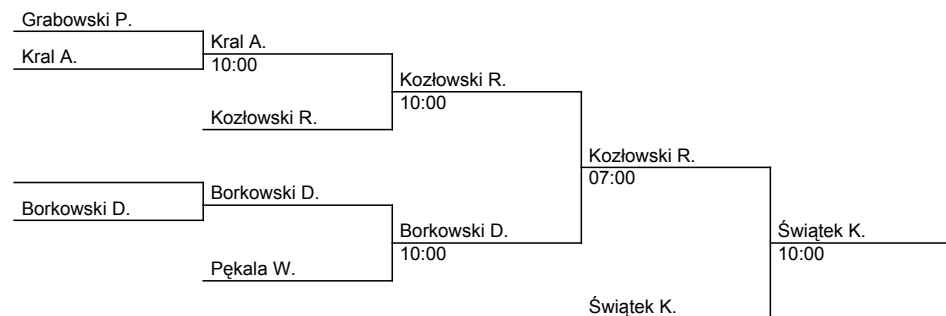 Grabowski P.
Kral A.
Kral A.
10:00
Kozłowski R.
10:00
Kozłowski R.
Kozłowski R.
07:00
Borkowski D.
Borkowski D.
Borkowski D.
10:00
Świątek K.
10:00
Pękala W.
Świątek K.